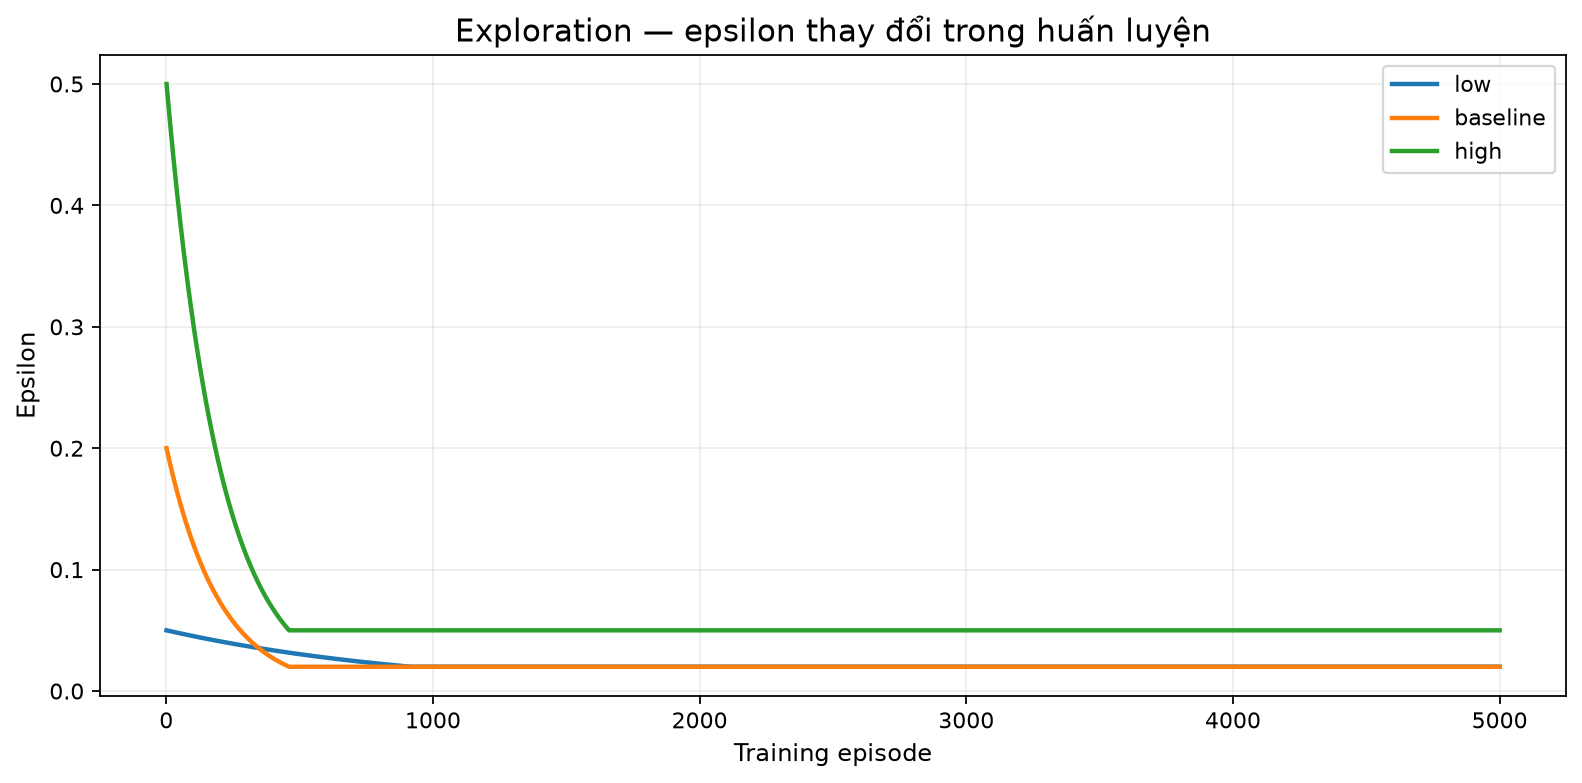 Exploration — epsilon thay đổi trong huấn luyện
low
baseline
high
Epsilon
0.5
0.4
0.3
0.2
0.1
0.0
0 1000 2000 3000 4000 5000
Training episode